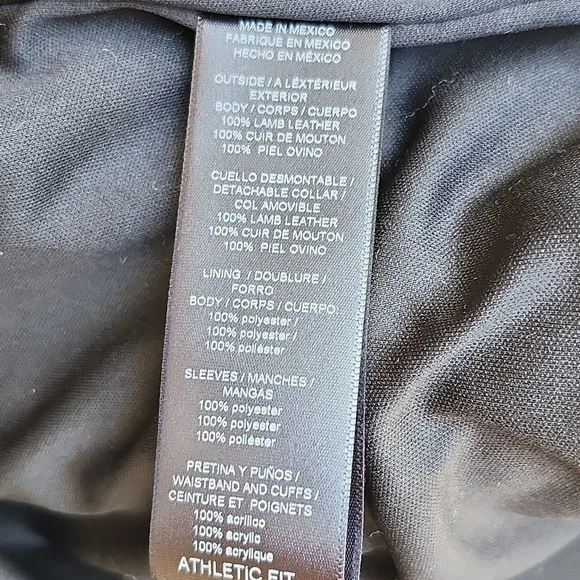 MADE IN MEXICO
FABRIQUE EN MEXICO
HECHO EN MEXICO
OUTSIDE / A LÉXTÉRIEUR
EXTERIOR
BODY / CORPS / CUERPO
100% LAMB LEATHER
100% CUIR DE MOUTON
100% PIEL OVINO
CUELLO DESMONTABLE /
DETACHABLE COLLAR /
COL AMOVIBLE
100% LAMB LEATHER
100% CUIR DE MOUTON
100% PIEL OVINO
LINING / DOUBLURE /
FORRO
BODY / CORPS / CUERPO
100% polyester /
100% polyester /
100% poliéster
SLEEVES / MANCHES /
MANGAS
100% polyester
100% polyester
100% poliéster
PRETINA Y PUÑOS /
WAISTBAND AND CUFFS /
CEINTURE ET POIGNETS
100% acrílico
100% acrylic
100% acrylique
ATHLETIC FIT